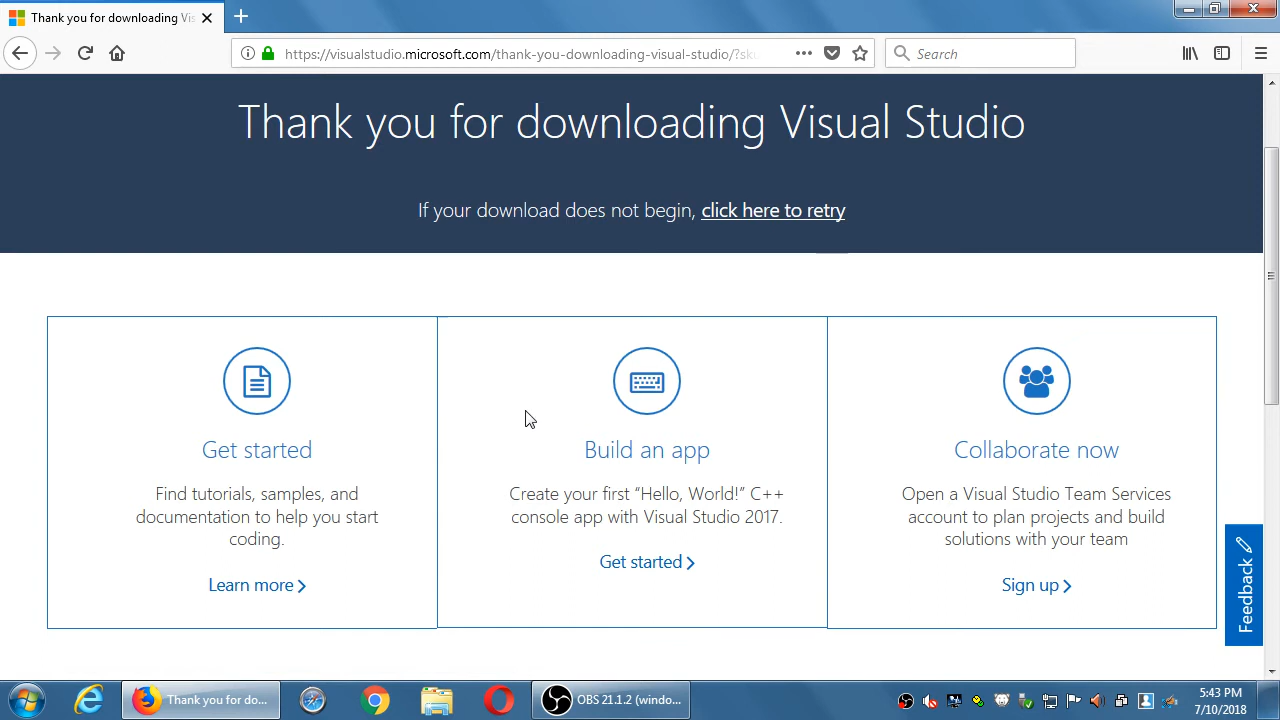 Thank you for downloading Vis
https://visualstudio.microsoft.com/thank-you-downloading-visual-studio/?sku
Search
Thank you for downloading Visual Studio
If your download does not begin, click here to retry
Get started
Find tutorials, samples, and
documentation to help you start
coding.
Learn more
Build an app
Create your first “Hello, World!” C++
console app with Visual Studio 2017.
Get started
Collaborate now
Open a Visual Studio Team Services
account to plan projects and build
solutions with your team
Sign up
Feedback
Thank you for do...
OBS 21.1.2 (windo...
5:43 PM
7/10/2018